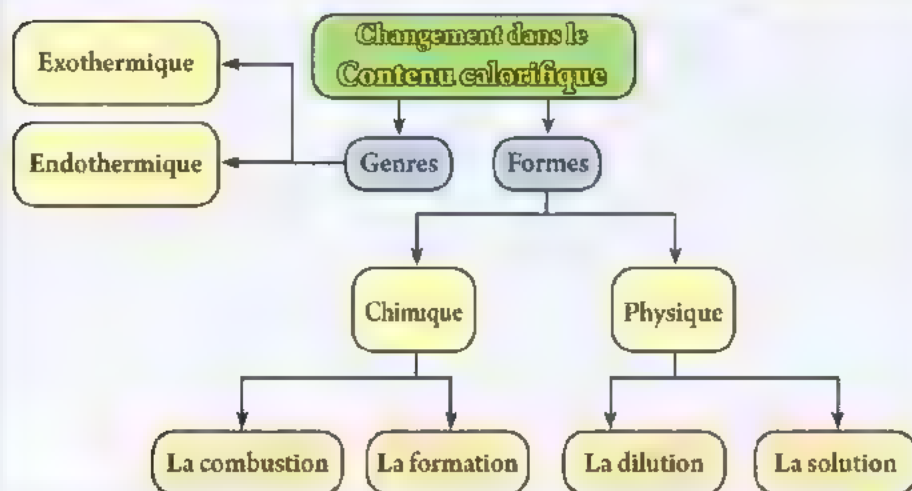 Changement dans le
Contenu calorifique
Exothermique
Endothermique
Genres
Formes
Chimique
Physique
La combustion
La formation
La dilution
La solution